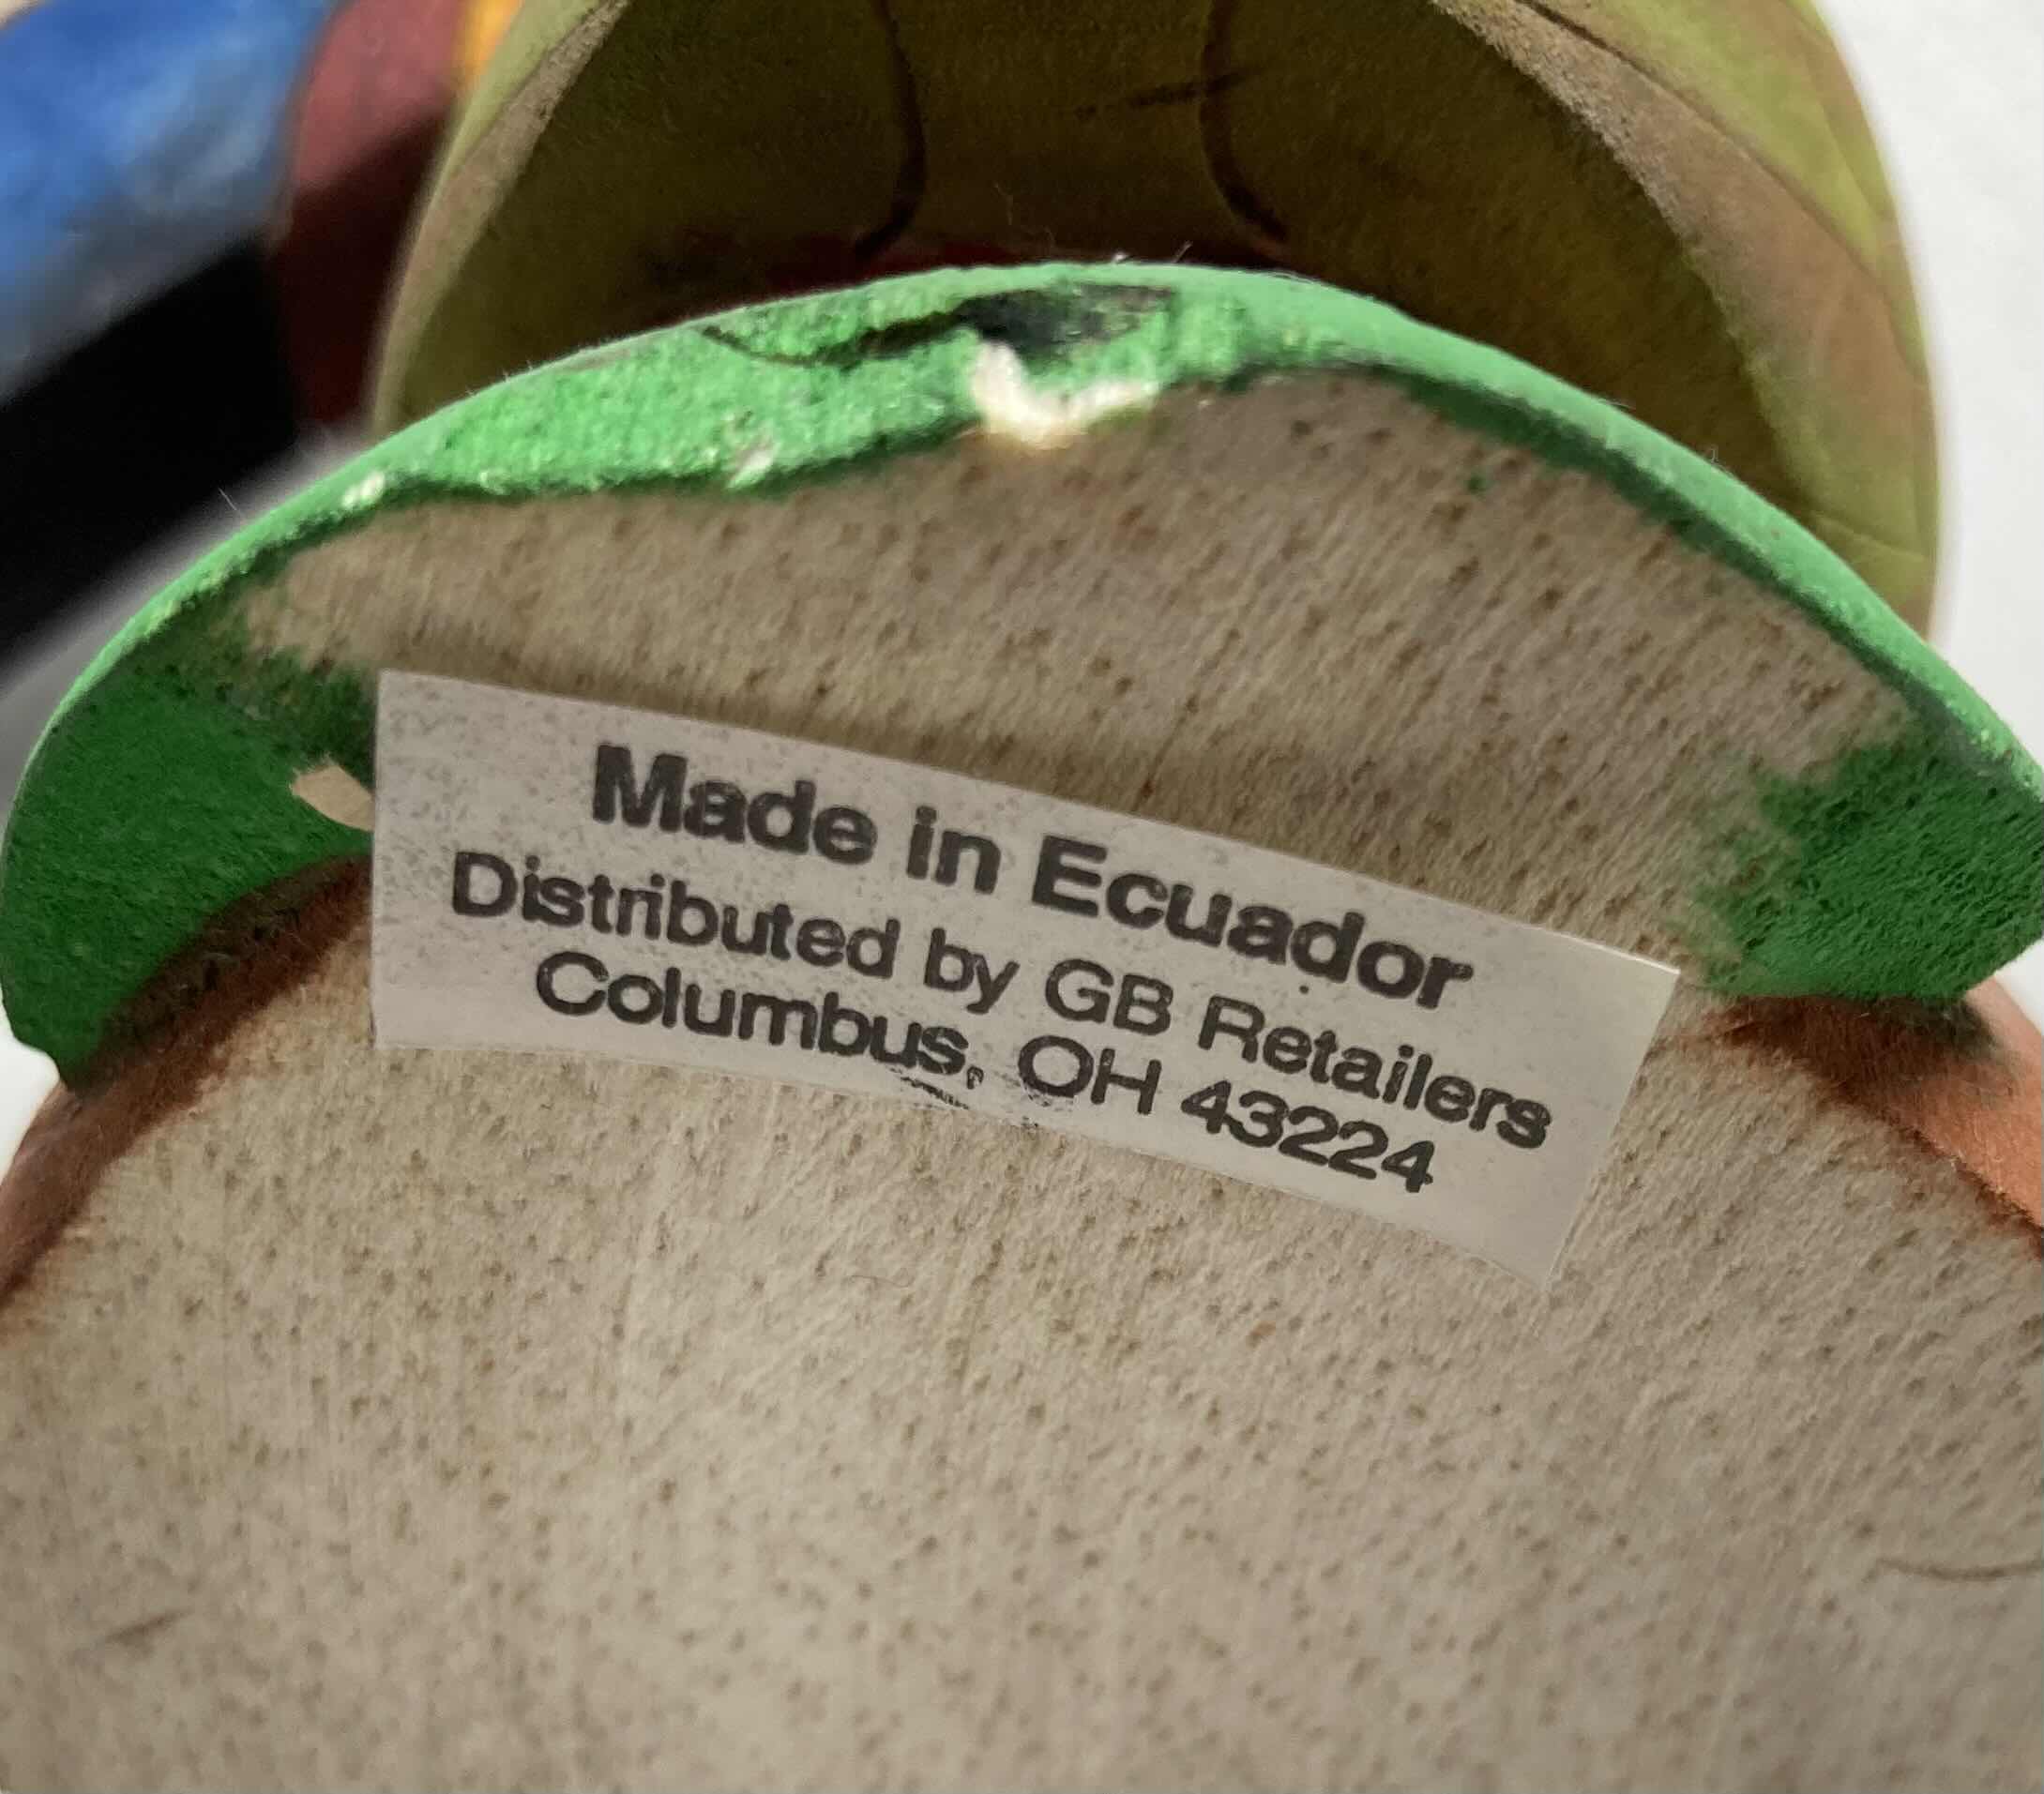 Made in Ecuador
Distributed by GB Retailers
Columbus, OH 43224